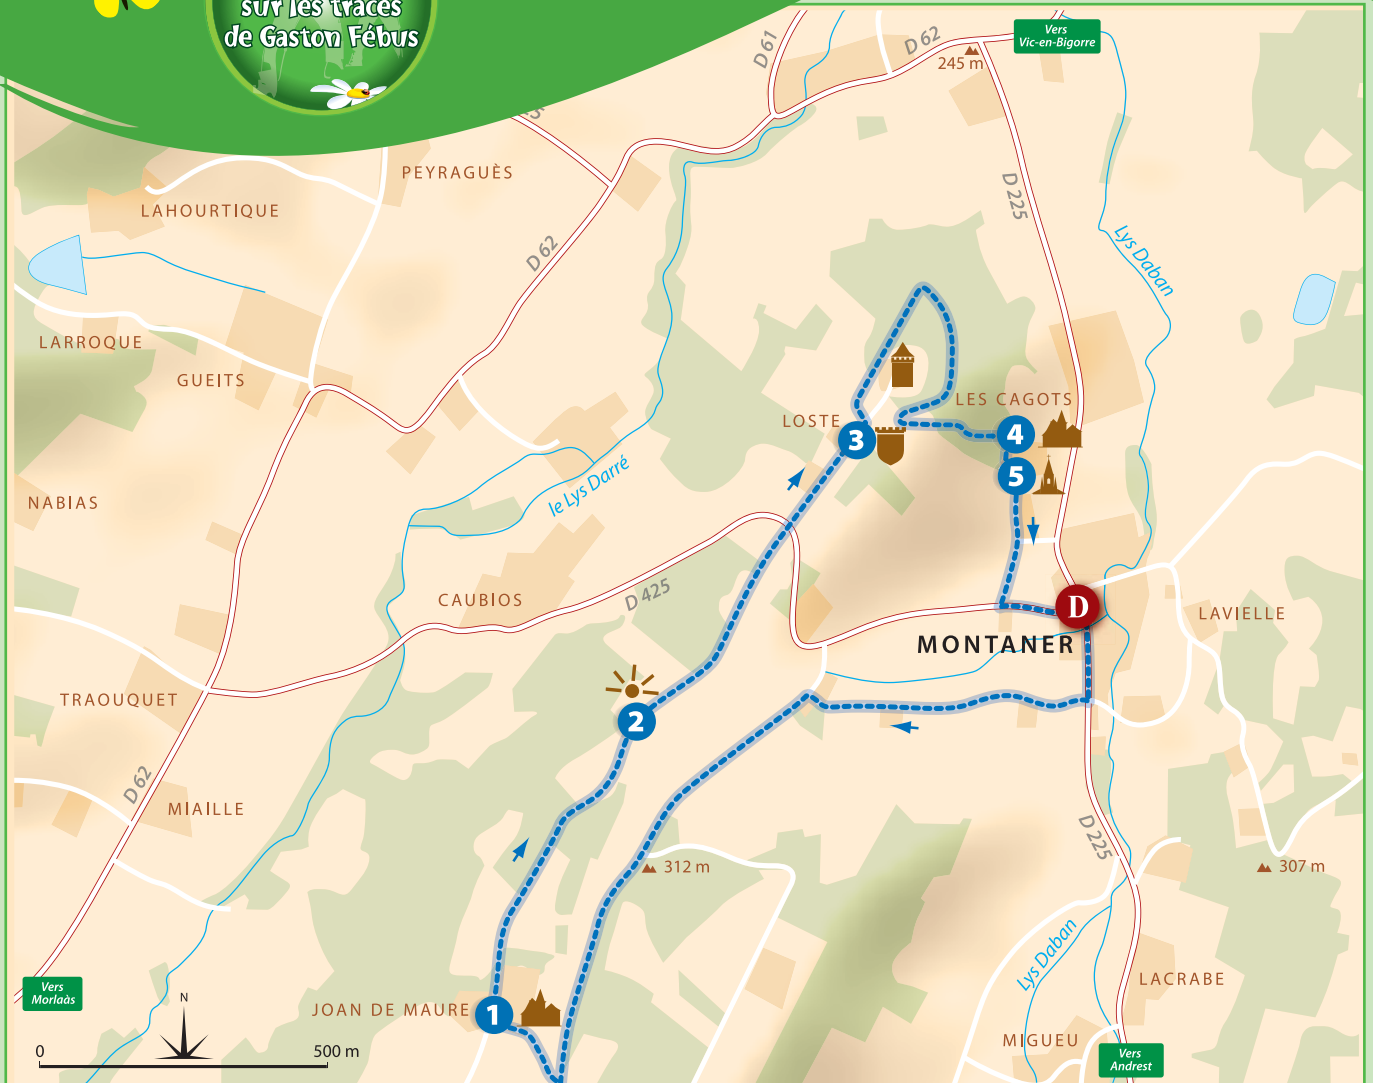 sur les traces
de Gaston Fébus
D 61
D 62
Vers
Vic-en-Bigorre
245 m
PEYRAGUÈS
LAHOURTIQUE
D 225
D 62
Lys Daban
LARROQUE
GUEITS
LES CAGOTS
LOSTE
3
4
5
le Lys Darré
NABIAS
D 425
CAUBIOS
D
LAVIELLE
MONTANER
TRAOUQUET
2
D 62
MIAILLE
D 225
312 m
307 m
Lys Daban
LACRABE
Vers
Morlaàs
N
JOAN DE MAURE
1
MIGUEU
0
500 m
Vers
Andrest